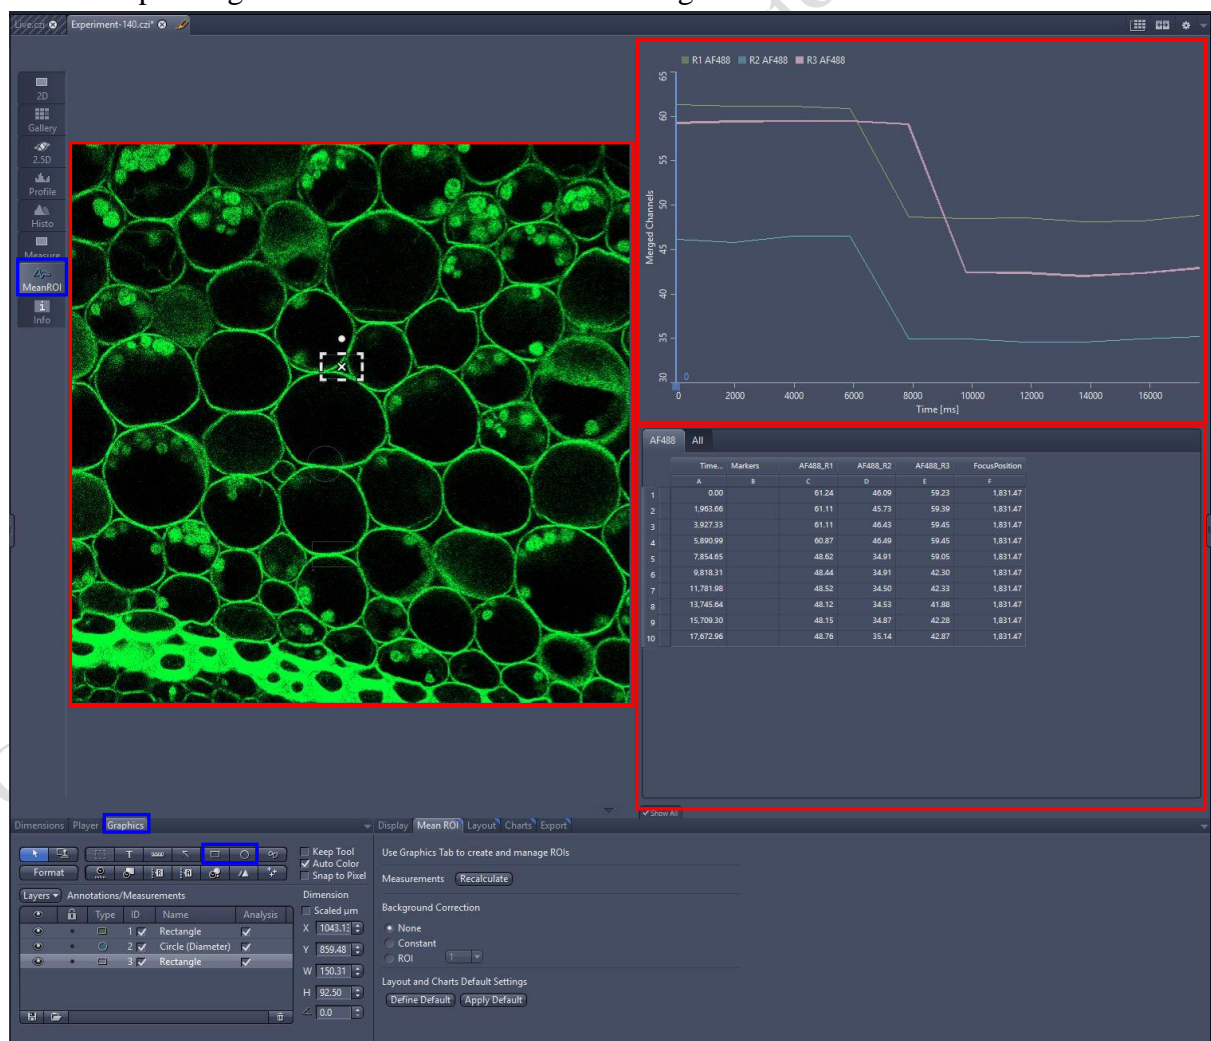 Live.czi Experiment-140.czi*
2D
Gallery
2.5D
Profile
Histo
Measure
MeanROI
Info
R1 AF488 R2 AF488 R3 AF488
65
60
55
50
45
40
35
30
Merged Channels
0
0 2000 4000 6000 8000 10000 12000 14000 16000
Time [ms]
AF488 All
Time... Markers AF488_R1 AF488_R2 AF488_R3 FocusPosition
A B C D E F
1 0.00 61.24 46.09 59.23 1,831.47
2 1,963.66 61.11 45.73 59.39 1,831.47
3 3,927.33 61.11 46.43 59.45 1,831.47
4 5,890.99 60.87 46.49 59.45 1,831.47
5 7,854.65 48.62 34.91 59.05 1,831.47
6 9,818.31 48.44 34.91 42.30 1,831.47
7 11,781.98 48.52 34.50 42.33 1,831.47
8 13,745.64 48.12 34.53 41.88 1,831.47
9 15,709.30 48.15 34.87 42.28 1,831.47
10 17,672.96 48.76 35.14 42.87 1,831.47
Show All
Dimensions Player Graphics
Keep Tool
Auto Color
Snap to Pixel
Format
Layers Annotations/Measurements
Type ID Name Analysis
1 Rectangle
2 Circle (Diameter)
3 Rectangle
Dimension
Scaled µm
X 1043.13
Y 859.48
W 150.31
H 92.50
0.0
Display Mean ROI Layout Charts Export
Use Graphics Tab to create and manage ROIs
Measurements Recalculate
Background Correction
None
Constant
ROI 1
Layout and Charts Default Settings
Define Default Apply Default